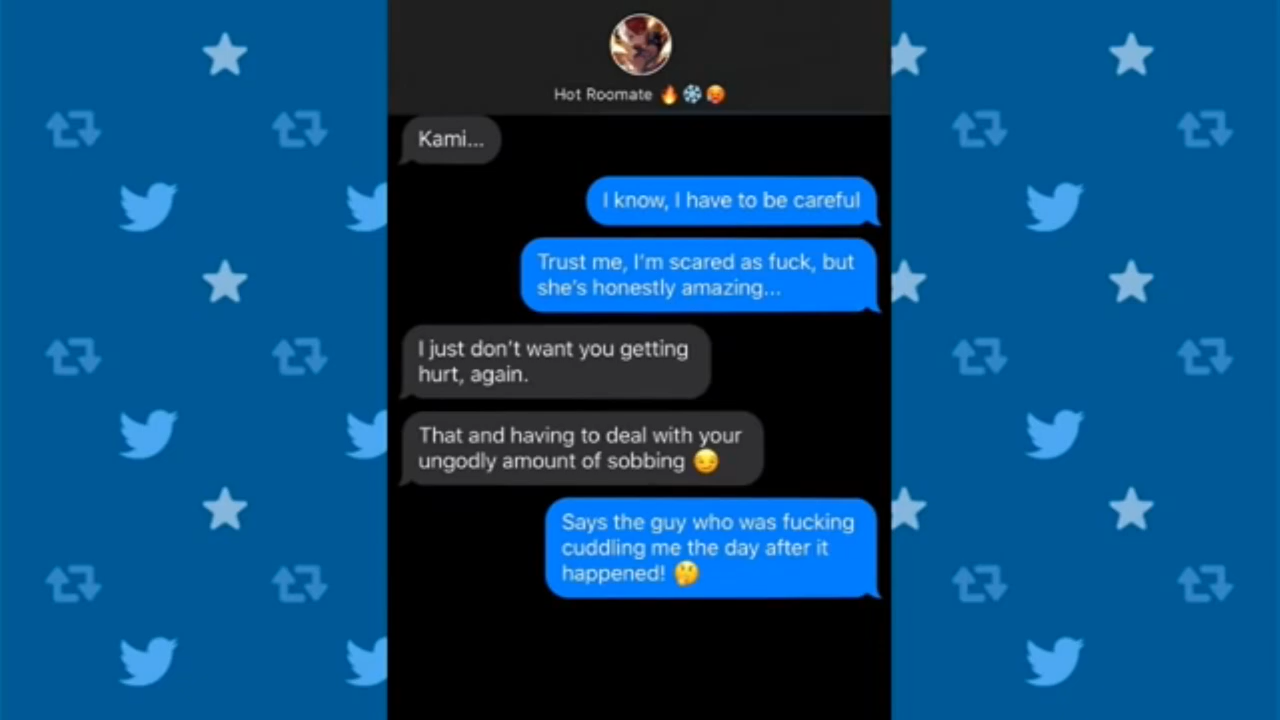 Hot Roomate 🔥❄️🥵
Kami...
I know, I have to be careful
Trust me, I'm scared as fuck, but
she's honestly amazing...
I just don't want you getting
hurt, again.
That and having to deal with your
ungodly amount of sobbing 😏
Says the guy who was fucking
cuddling me the day after it
happened! 🤔